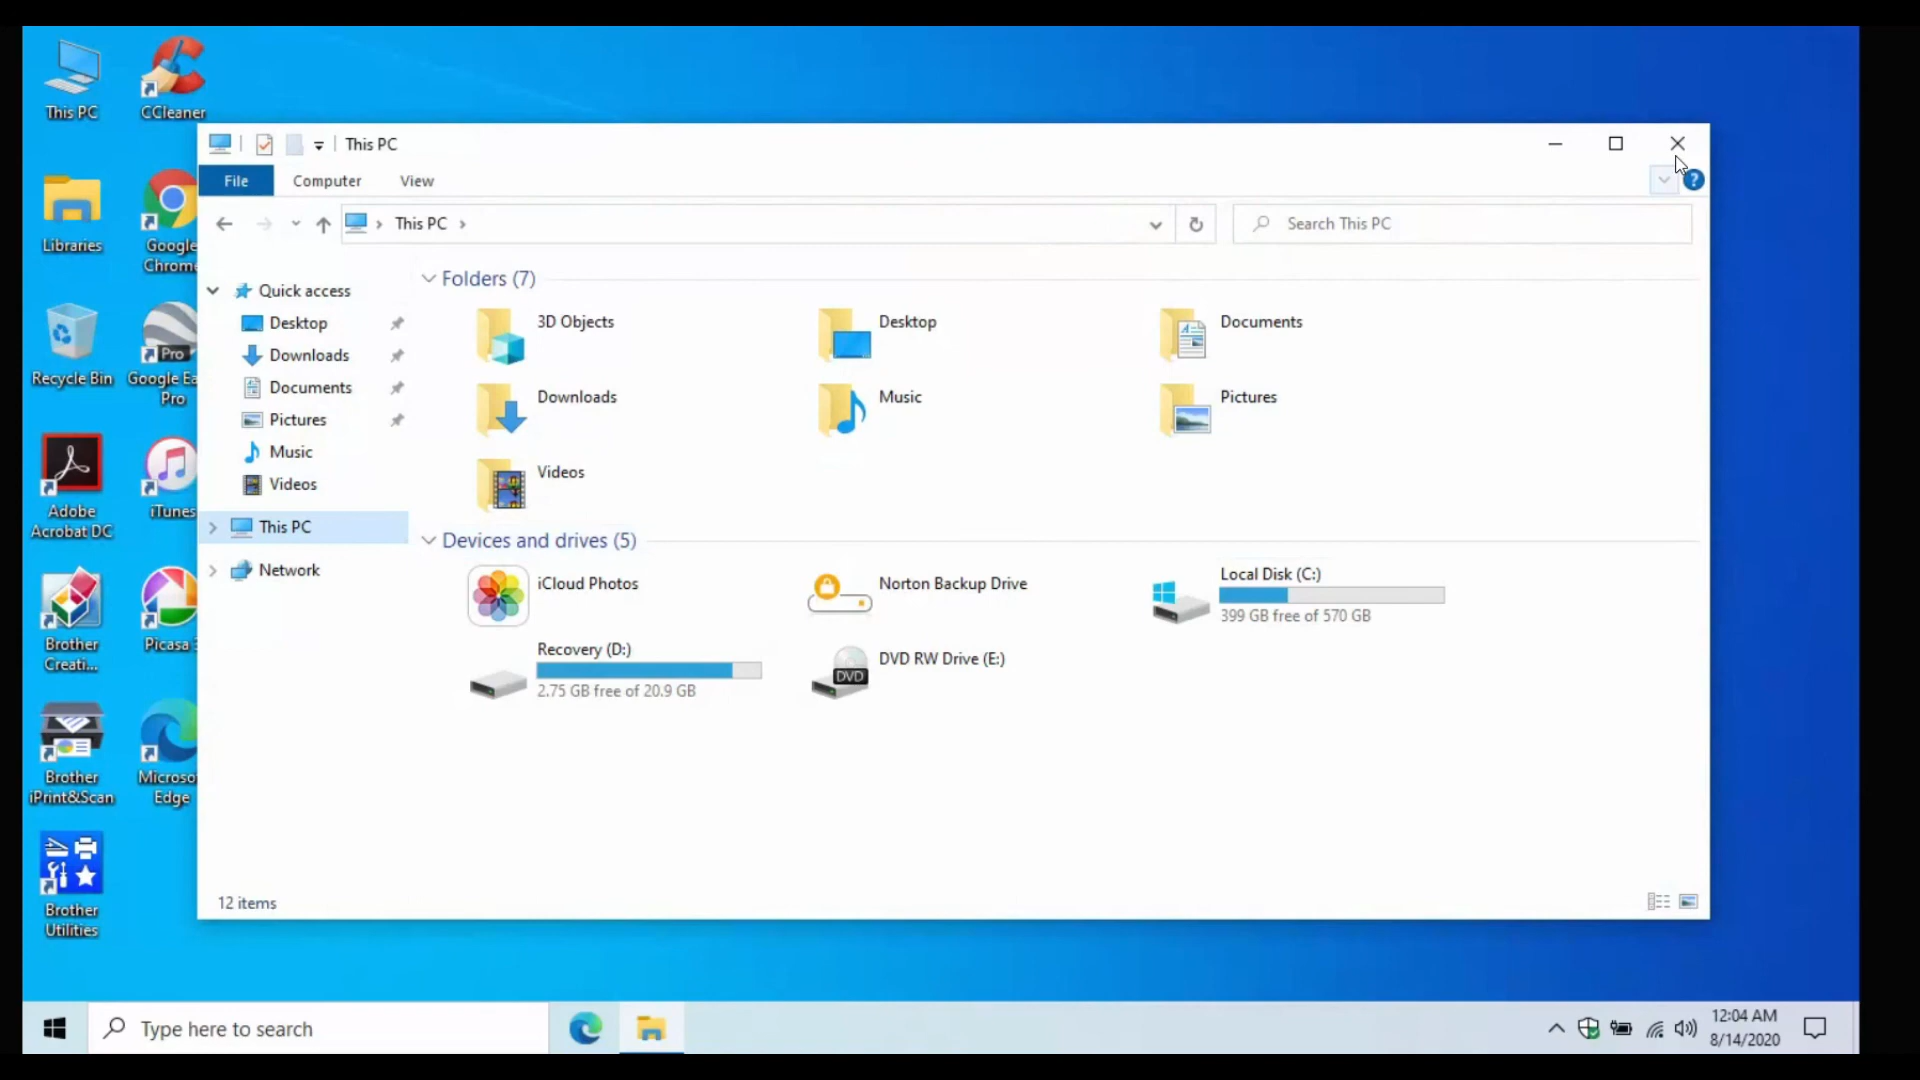 This PC
CCleaner
Libraries
Google
Chrom
Recycle Bin
Google Ea
Pro
Pro
Adobe
Acrobat DC
iTunes
Brother
Creati...
Picasa
Brother
iPrint&Scan
Microso
Edge
Brother
Utilities
This PC
File
Computer
View
This PC
Search This PC
Quick access
Desktop
Downloads
Documents
Pictures
Music
Videos
This PC
Network
Folders (7)
3D Objects
Desktop
Documents
Downloads
Music
Pictures
Videos
Devices and drives (5)
iCloud Photos
Norton Backup Drive
Local Disk (C:)
399 GB free of 570 GB
Recovery (D:)
2.75 GB free of 20.9 GB
DVD
DVD RW Drive (E:)
12 items
Type here to search
12:04 AM
8/14/2020